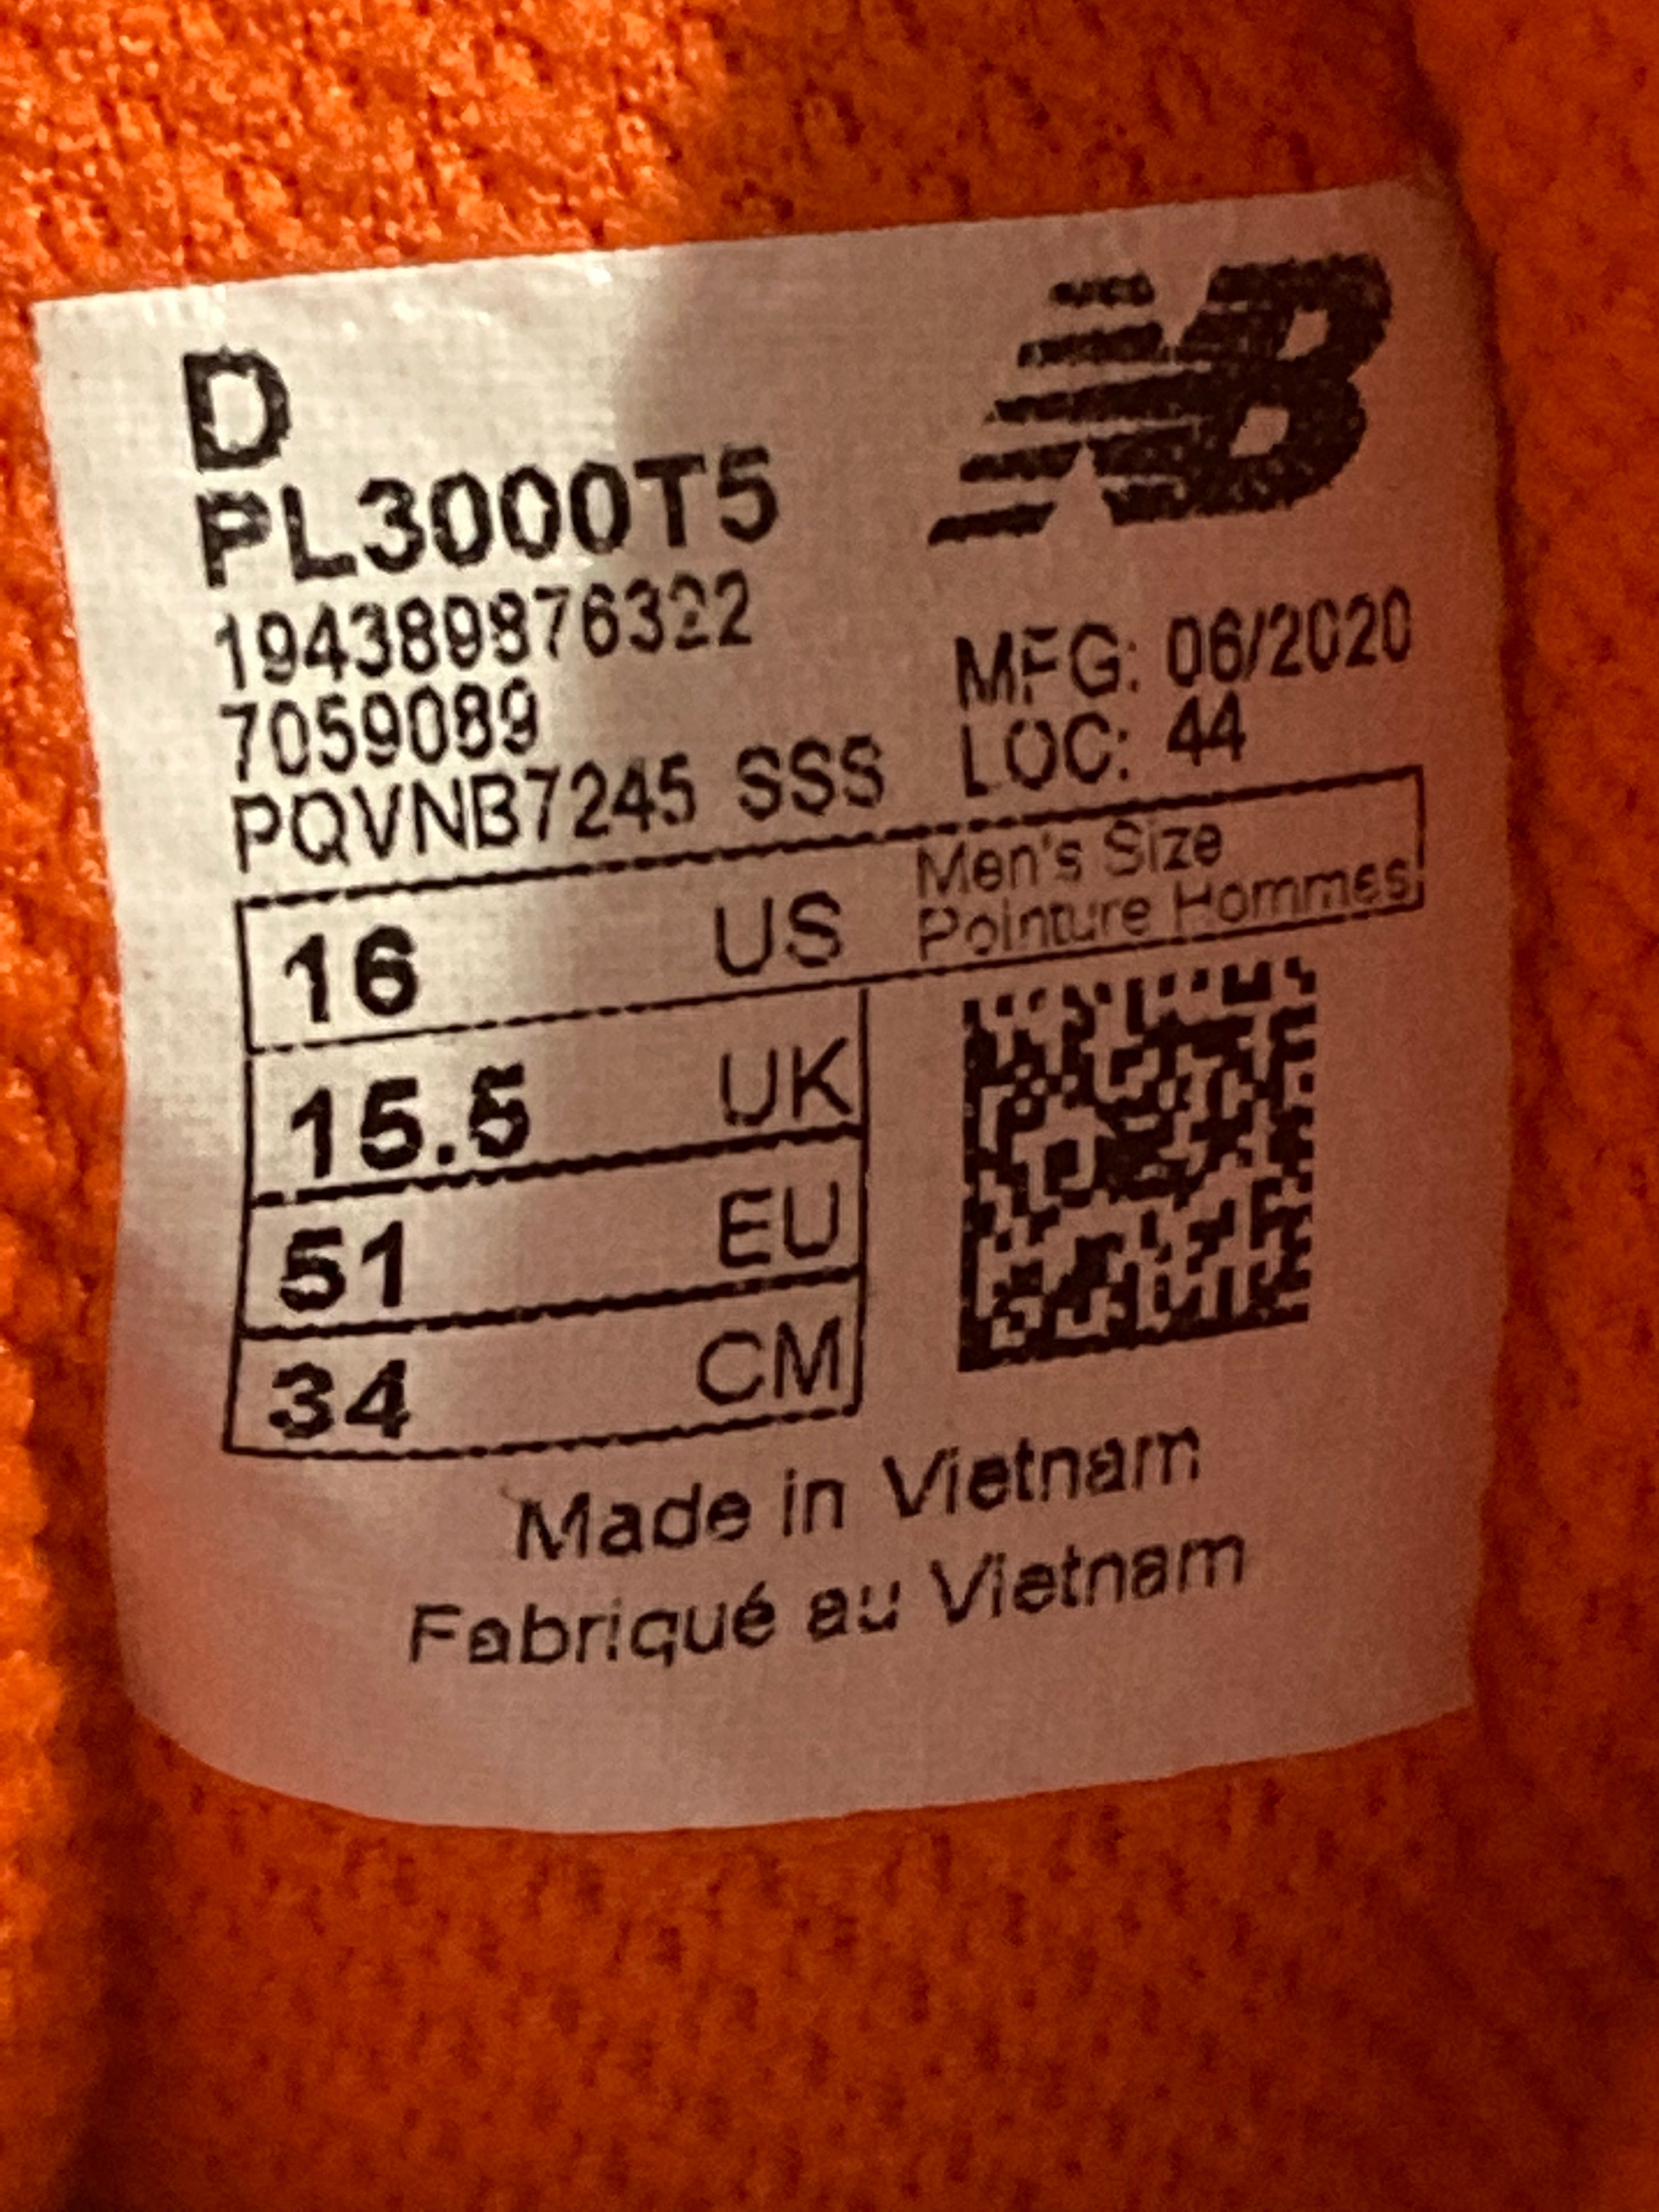 D
NB
PL3000T5
194389876322
7059089
PQVNB7245 SSS
MFG: 06/2020
LOC: 44
16 US
Men's Size
Pointure Hommes
15.5 UK
51 EU
34 CM
Made in Vietnam
Fabriqué au Vietnam